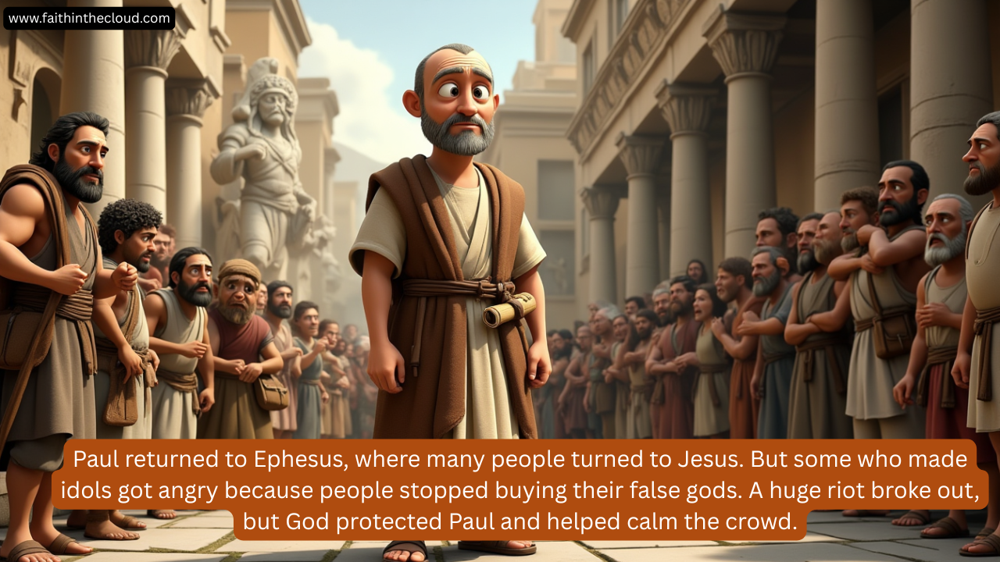 www.faithinthecloud.com
Paul returned to Ephesus, where many people turned to Jesus. But some who made
idols got angry because people stopped buying their false gods. A huge riot broke out,
but God protected Paul and helped calm the crowd.